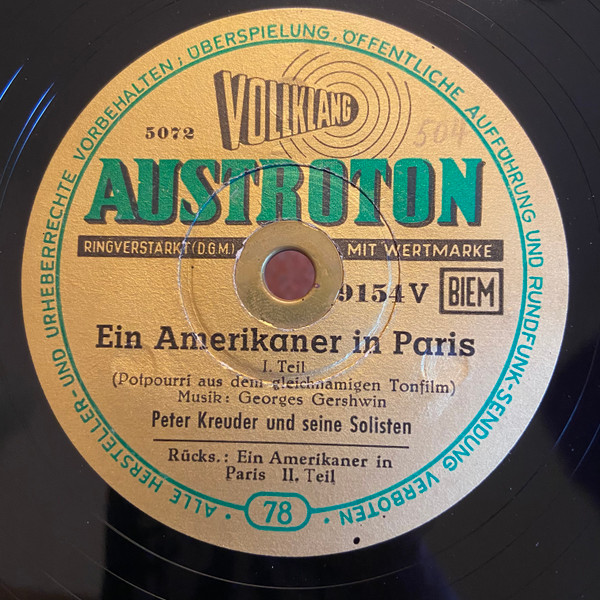 ALLE HERSTELLER- UND URHEBERRECHTE VORBEHALTEN; ÜBERSPIELUNG, ÖFFENTLICHE AUFFÜHRUNG UND RUNDFUNK-SENDUNG VERBOTEN
VOLLKLANG
5072
504
AUSTROTON
RINGVERSTÄRKT (D.G.M.) MIT WERTMARKE
9154 V BIEM
Ein Amerikaner in Paris
I. Teil
(Potpourri aus dem gleichnamigen Tonfilm)
Musik: Georges Gershwin
Peter Kreuder und seine Solisten
Rücks.: Ein Amerikaner in
Paris II. Teil
78